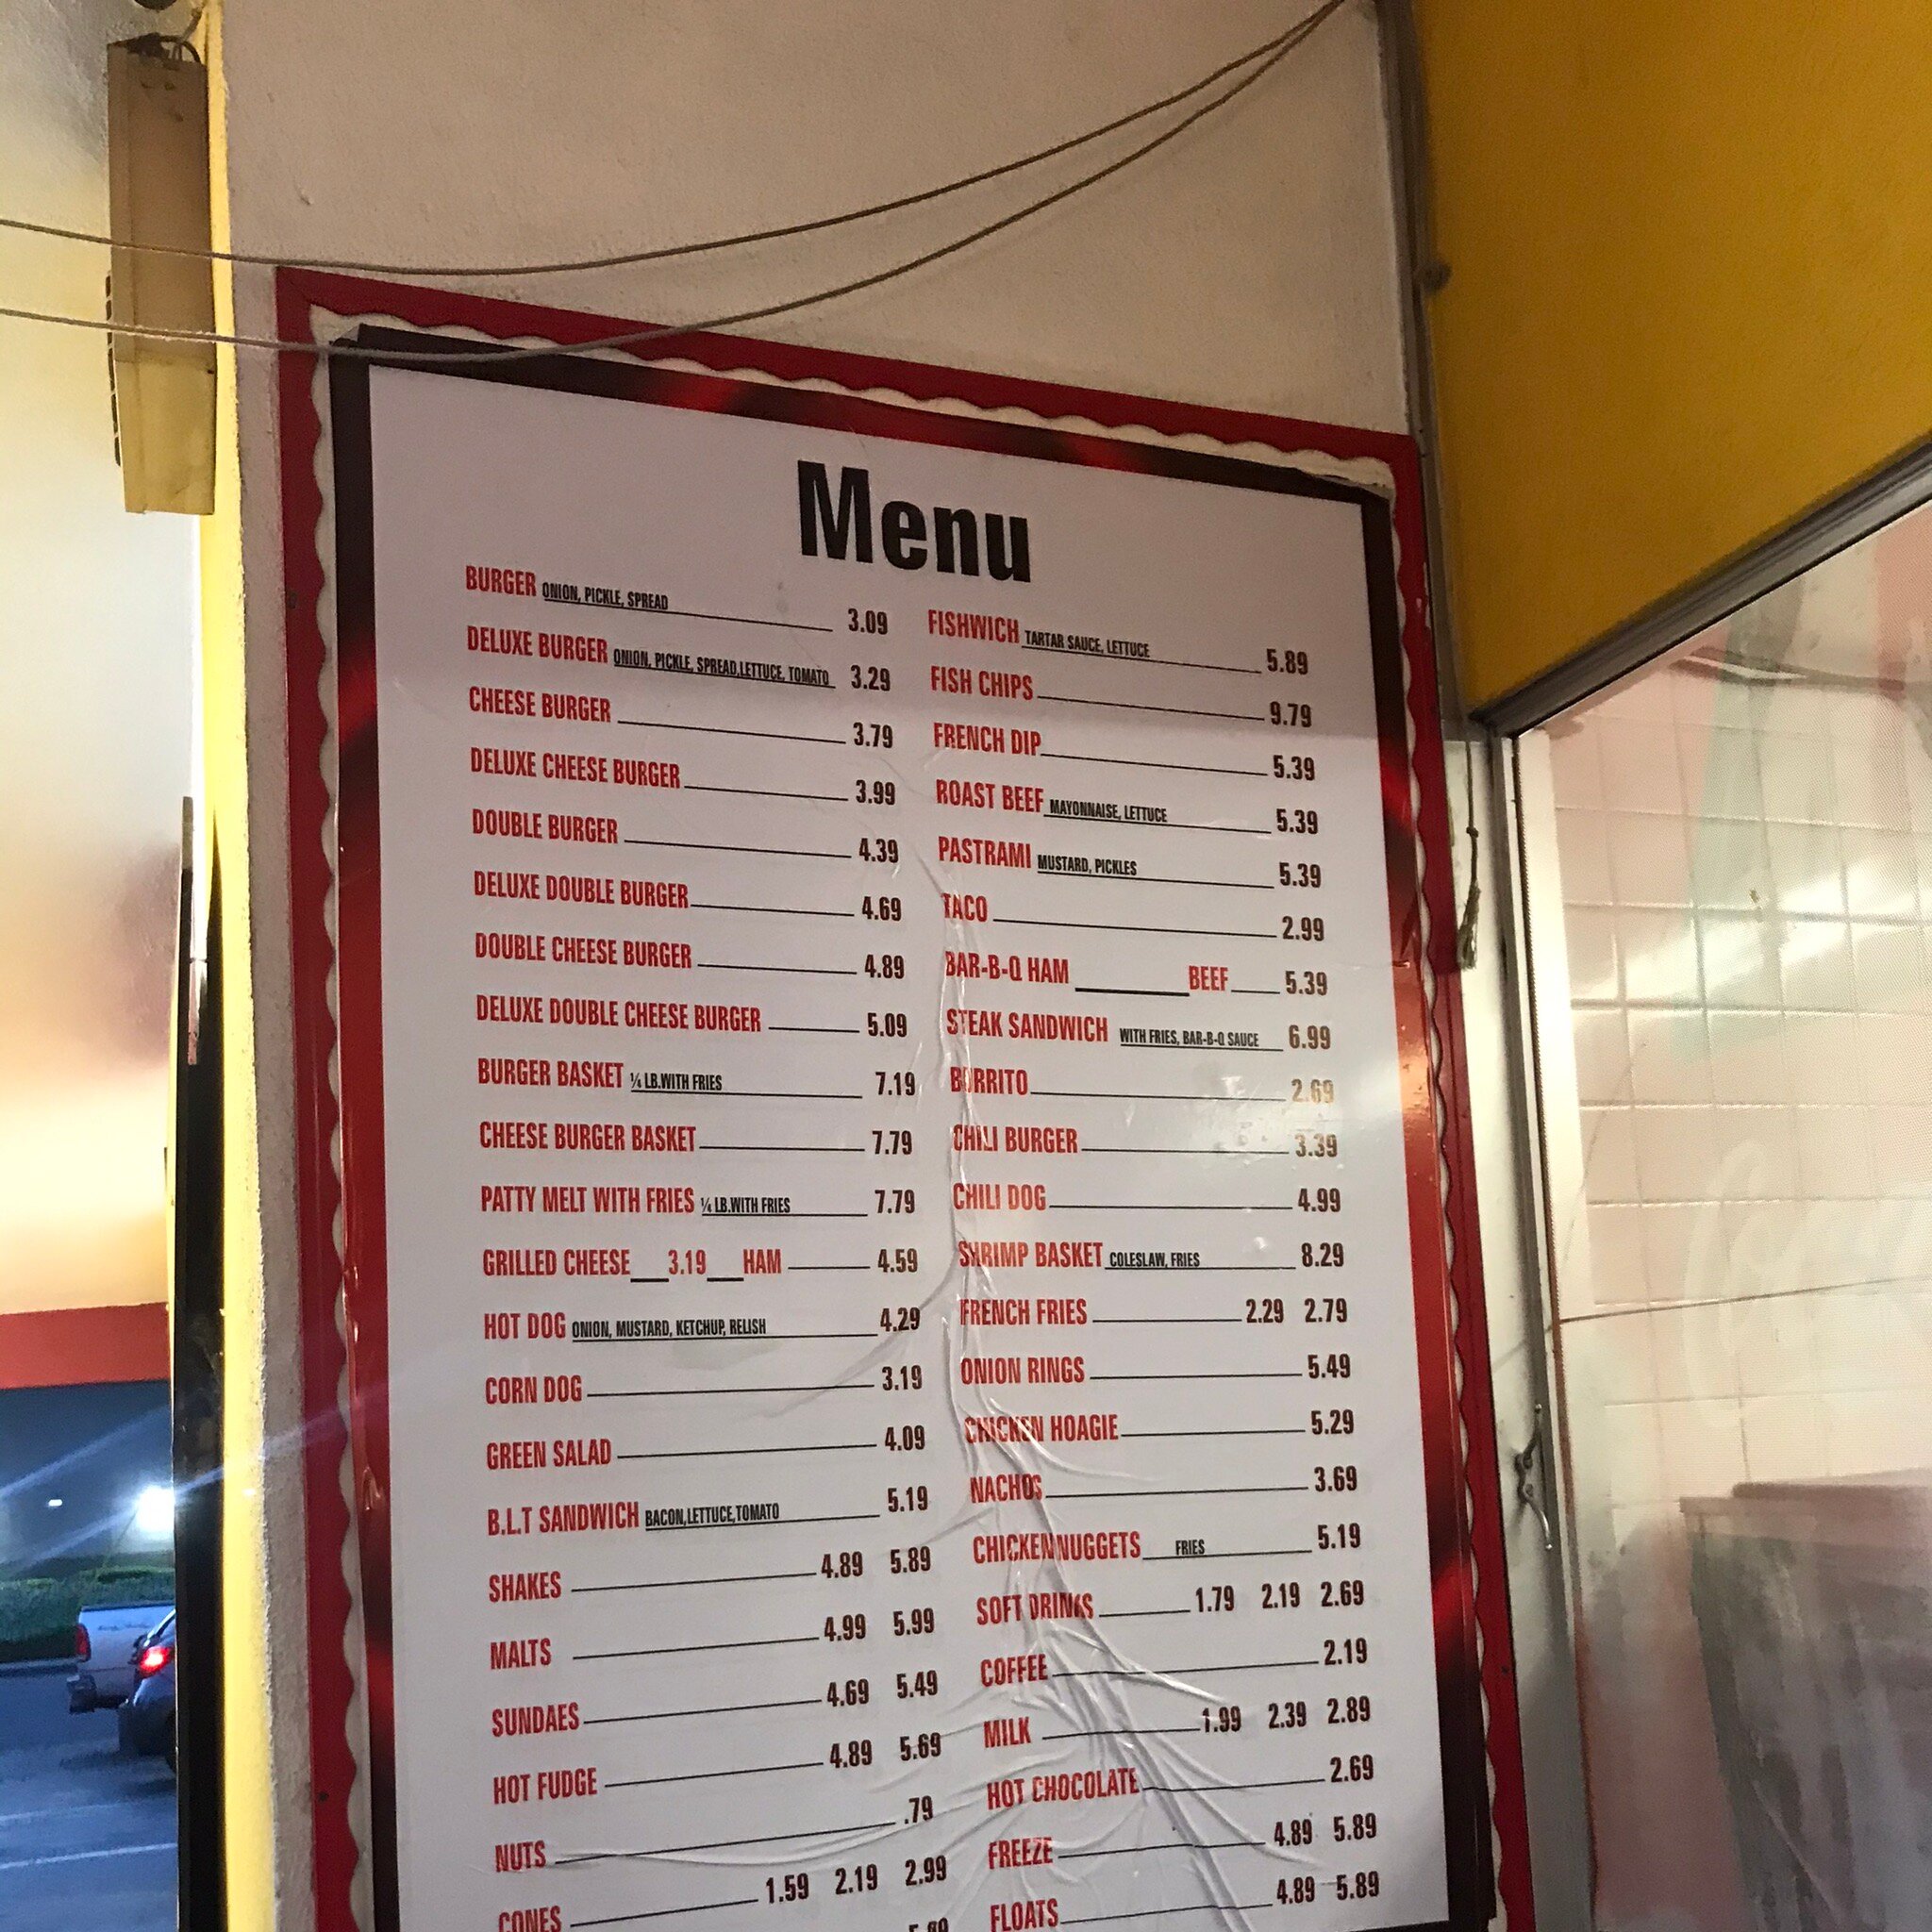 Menu
BURGER ONION, PICKLE, SPREAD 3.09
DELUXE BURGER ONION, PICKLE, SPREAD,LETTUCE, TOMATO 3.29
CHEESE BURGER 3.79
DELUXE CHEESE BURGER 3.99
DOUBLE BURGER 4.39
DELUXE DOUBLE BURGER 4.69
DOUBLE CHEESE BURGER 4.89
DELUXE DOUBLE CHEESE BURGER 5.09
BURGER BASKET ¼ LB.WITH FRIES 7.19
CHEESE BURGER BASKET 7.79
PATTY MELT WITH FRIES ¼ LB.WITH FRIES 7.79
GRILLED CHEESE 3.19 HAM 4.59
HOT DOG ONION, MUSTARD, KETCHUP, RELISH 4.29
CORN DOG 3.19
GREEN SALAD 4.09
B.L.T SANDWICH BACON,LETTUCE,TOMATO 5.19
SHAKES 4.89 5.89
MALTS 4.99 5.99
SUNDAES 4.69 5.49
HOT FUDGE 4.89 5.69
NUTS .79
CONES 1.59 2.19 2.99
FISHWICH TARTAR SAUCE, LETTUCE 5.89
FISH CHIPS 9.79
FRENCH DIP 5.39
ROAST BEEF MAYONNAISE, LETTUCE 5.39
PASTRAMI MUSTARD, PICKLES 5.39
TACO 2.99
BAR-B-Q HAM BEEF 5.39
STEAK SANDWICH WITH FRIES, BAR-B-Q SAUCE 6.99
BURRITO 2.69
CHILI BURGER 3.39
CHILI DOG 4.99
SHRIMP BASKET COLESLAW, FRIES 8.29
FRENCH FRIES 2.29 2.79
ONION RINGS 5.49
CHICKEN HOAGIE 5.29
NACHOS 3.69
CHICKEN NUGGETS FRIES 5.19
SOFT DRINKS 1.79 2.19 2.69
COFFEE 2.19
MILK 1.99 2.39 2.89
HOT CHOCOLATE 2.69
FREEZE 4.89 5.89
FLOATS 4.89 5.89